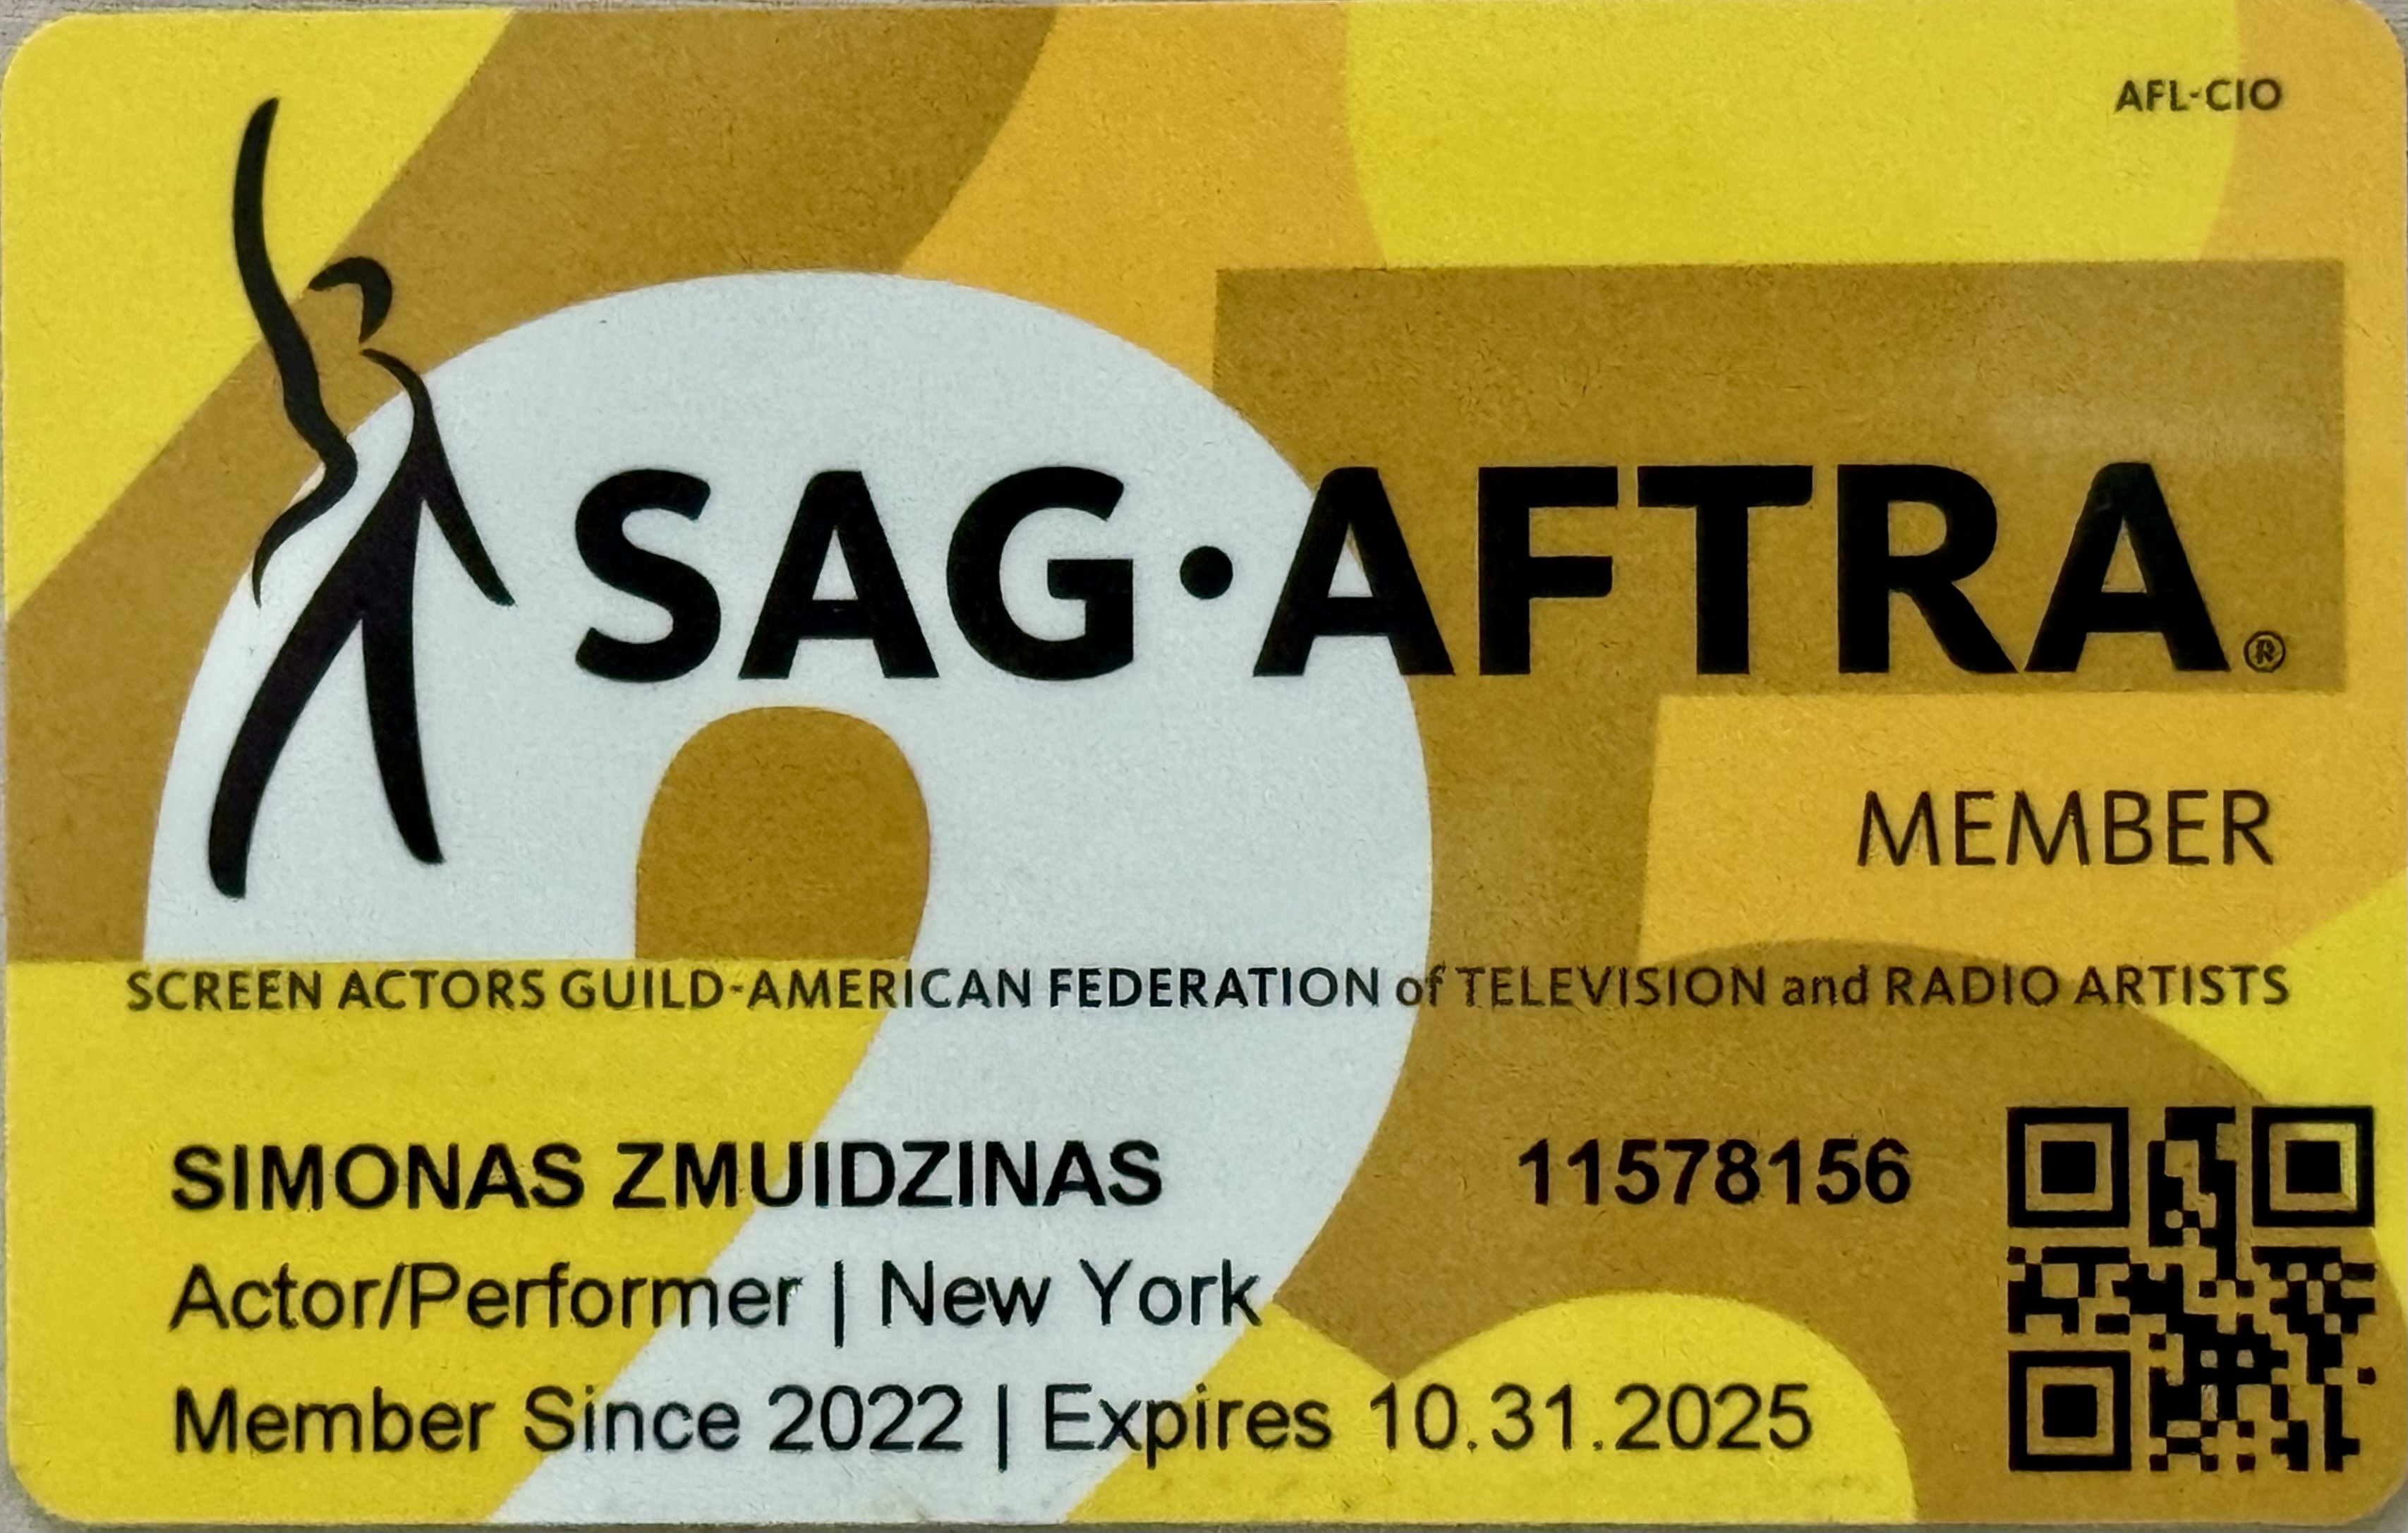 AFL-CIO
SAG·AFTRA®
MEMBER
SCREEN ACTORS GUILD-AMERICAN FEDERATION of TELEVISION and RADIO ARTISTS
SIMONAS ZMUIDZINAS 11578156
Actor/Performer | New York
Member Since 2022 | Expires 10.31.2025